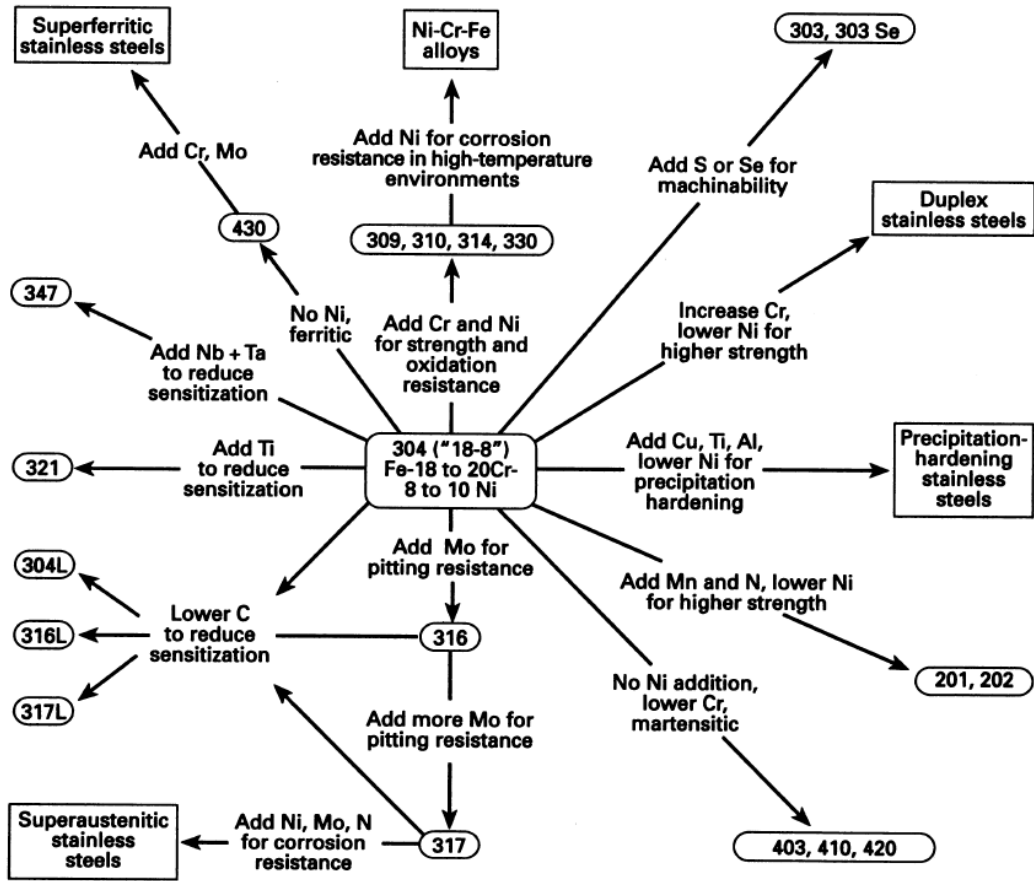 Superferritic
stainless steels
Ni-Cr-Fe
alloys
303, 303 Se
Add Cr, Mo
Add Ni for corrosion
resistance in high-temperature
environments
Add S or Se for
machinability
Duplex
stainless steels
430
309, 310, 314, 330
347
No Ni,
ferritic
Add Cr and Ni
for strength and
oxidation
resistance
Increase Cr,
lower Ni for
higher strength
Add Nb + Ta
to reduce
sensitization
321
Add Ti
to reduce
sensitization
304 ("18-8")
Fe-18 to 20Cr-
8 to 10 Ni
Add Cu, Ti, Al,
lower Ni for
precipitation
hardening
Precipitation-
hardening
stainless
steels
Add Mo for
pitting resistance
304L
316L
317L
Lower C
to reduce
sensitization
316
Add Mn and N, lower Ni
for higher strength
201, 202
No Ni addition,
lower Cr,
martensitic
Add more Mo for
pitting resistance
Superaustenitic
stainless
steels
Add Ni, Mo, N
for corrosion
resistance
317
403, 410, 420